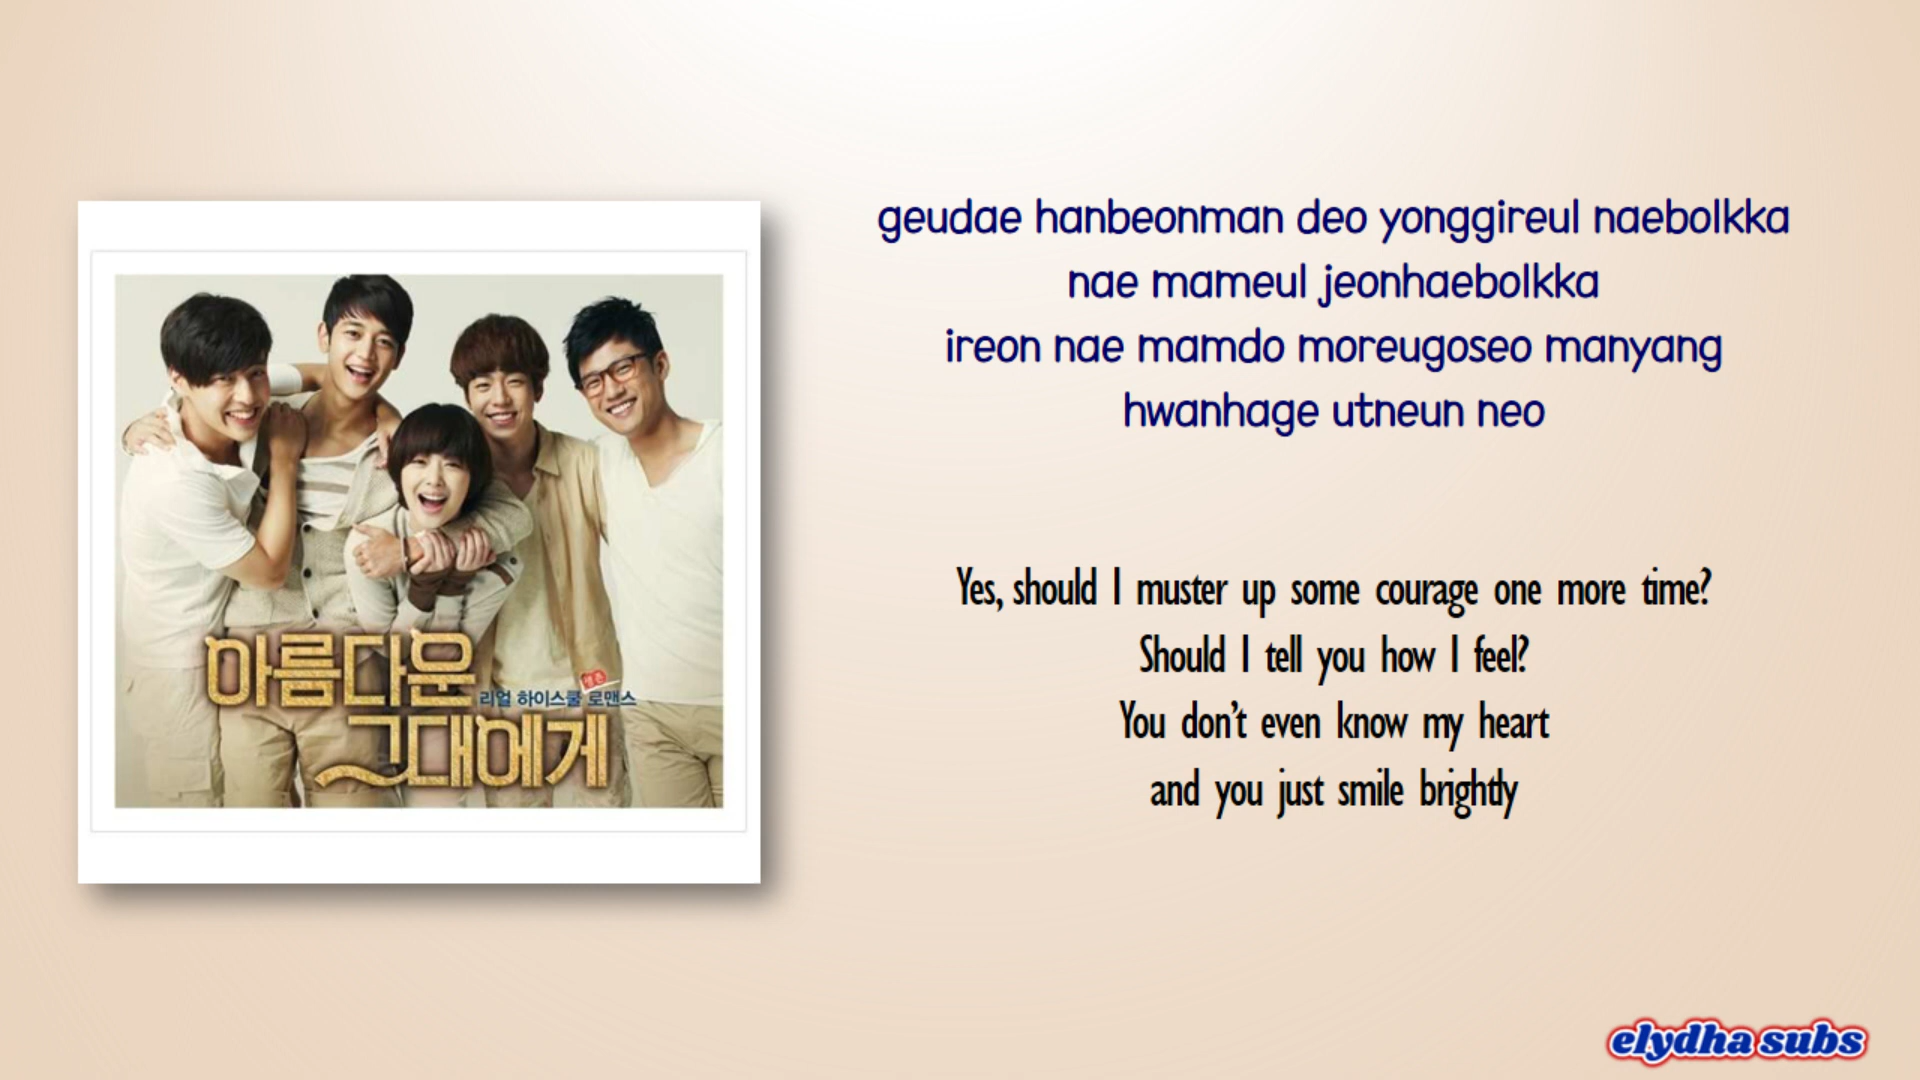 아름다운
리얼 하이스쿨 로맨스
그대에게
geudae hanbeonman deo yonggireul naebolkka
nae mameul jeonhaebolkka
ireon nae mamdo moreugoseo manyang
hwanhage utneun neo
Yes, should I muster up some courage one more time?
Should I tell you how I feel?
You don't even know my heart
and you just smile brightly
elydha subs